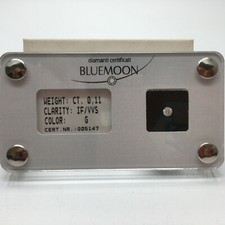 diamanti certificati
BLUEMOON
WEIGHT: CT. 0,11
CLARITY: IF/VVS
COLOR: G
CERT.NR.:005147